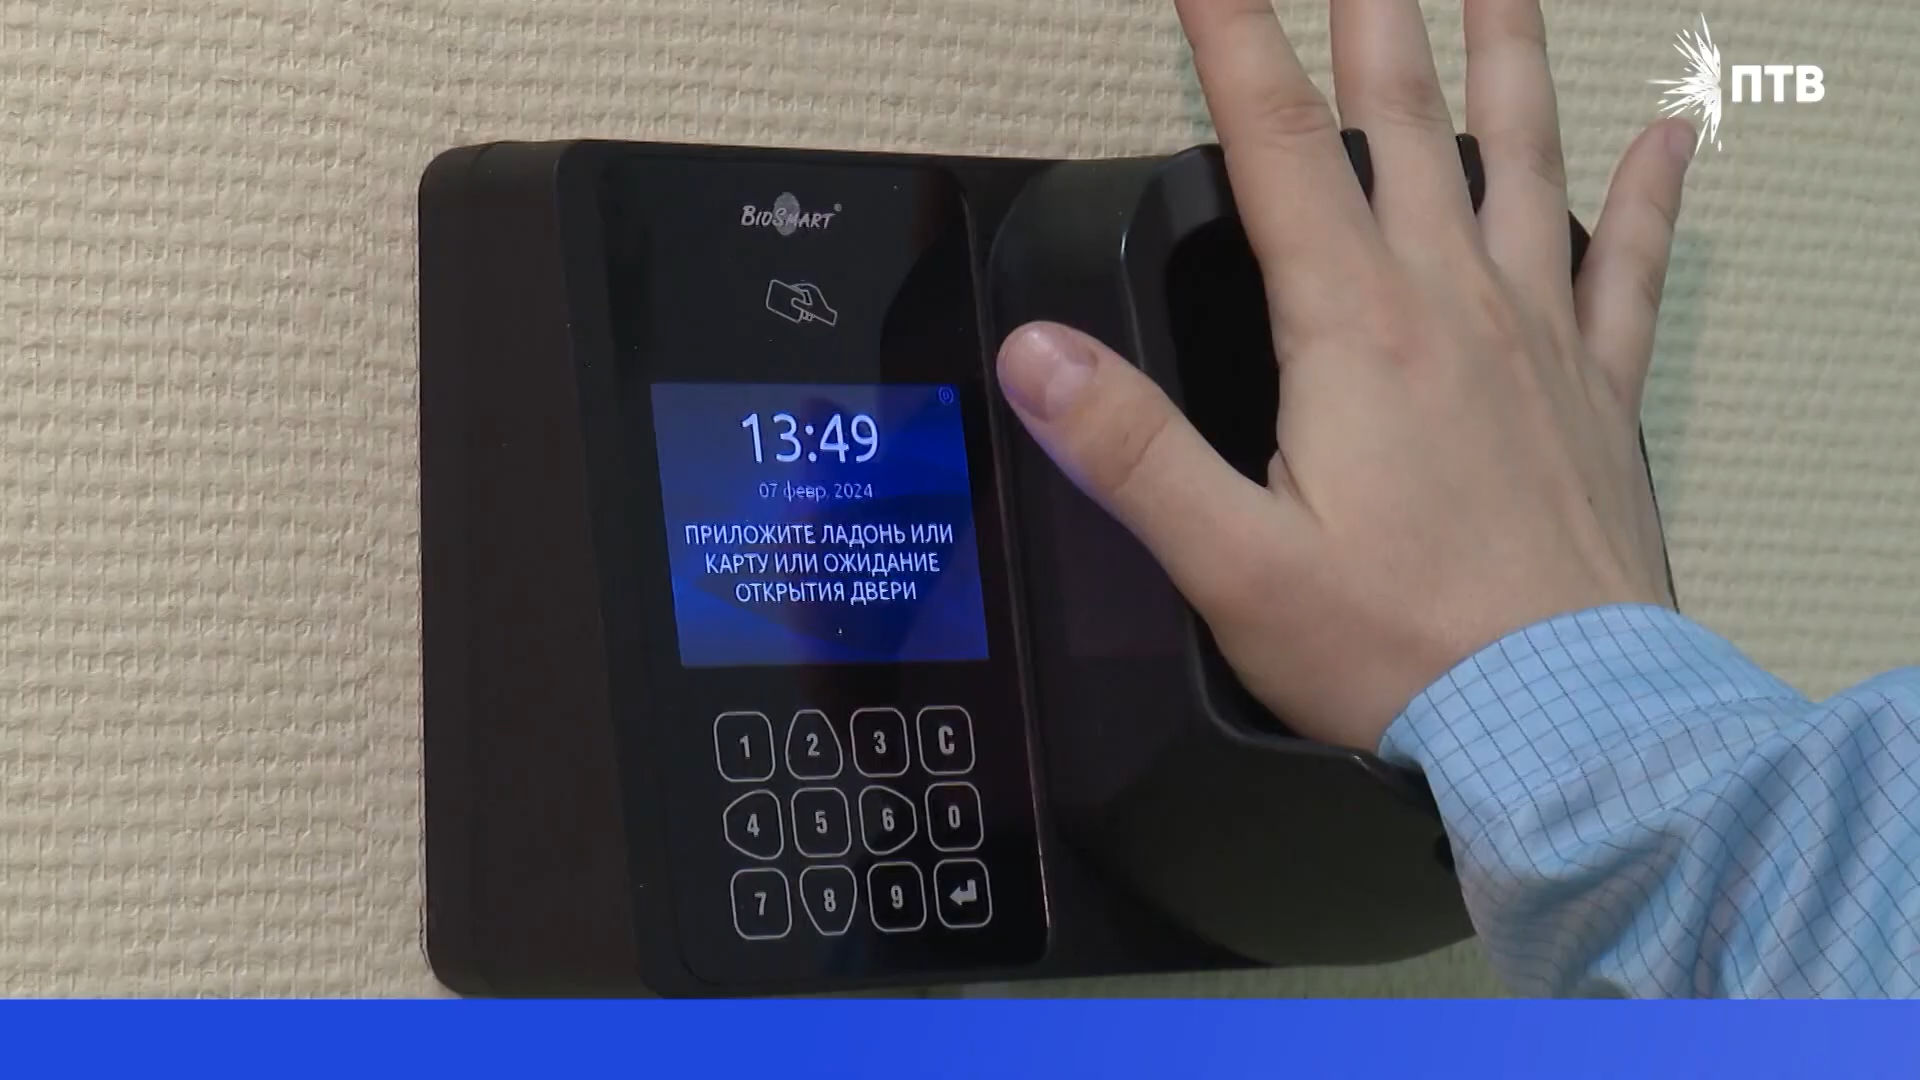 ПТВ
BIOSMART®
13:49
07 февр. 2024
ПРИЛОЖИТЕ ЛАДОНЬ ИЛИ
КАРТУ ИЛИ ОЖИДАНИЕ
ОТКРЫТИЯ ДВЕРИ
1 2 3 C
4 5 6 0
7 8 9